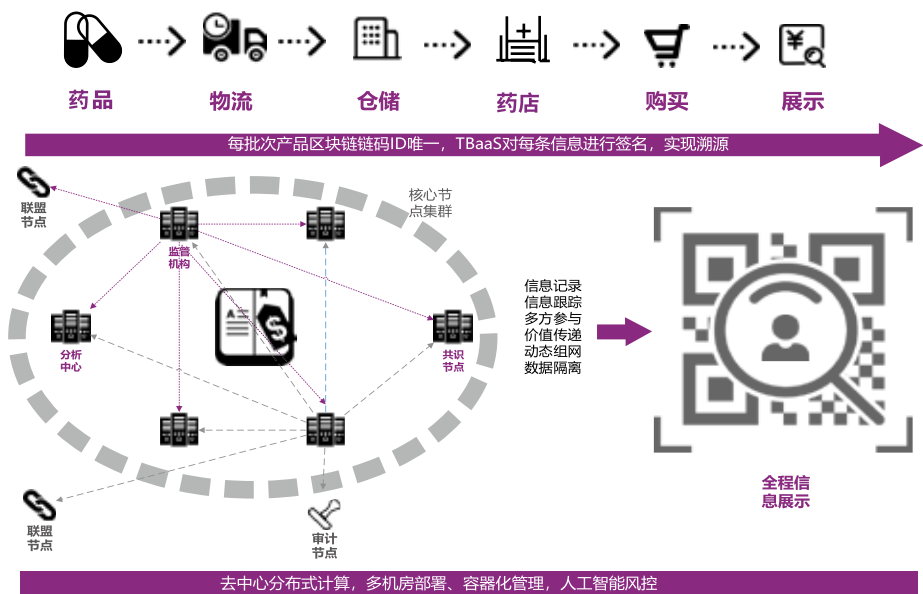 药品 物流 仓储 药店 购买 展示
每批次产品区块链链码ID唯一，TBaaS对每条信息进行签名，实现溯源
联盟
节点
核心节
点集群
监管
机构
分析
中心
A
$
共识
节点
信息记录
信息跟踪
多方参与
价值传递
动态组网
数据隔离
联盟
节点
审计
节点
全程信
息展示
去中心分布式计算，多机房部署、容器化管理，人工智能风控